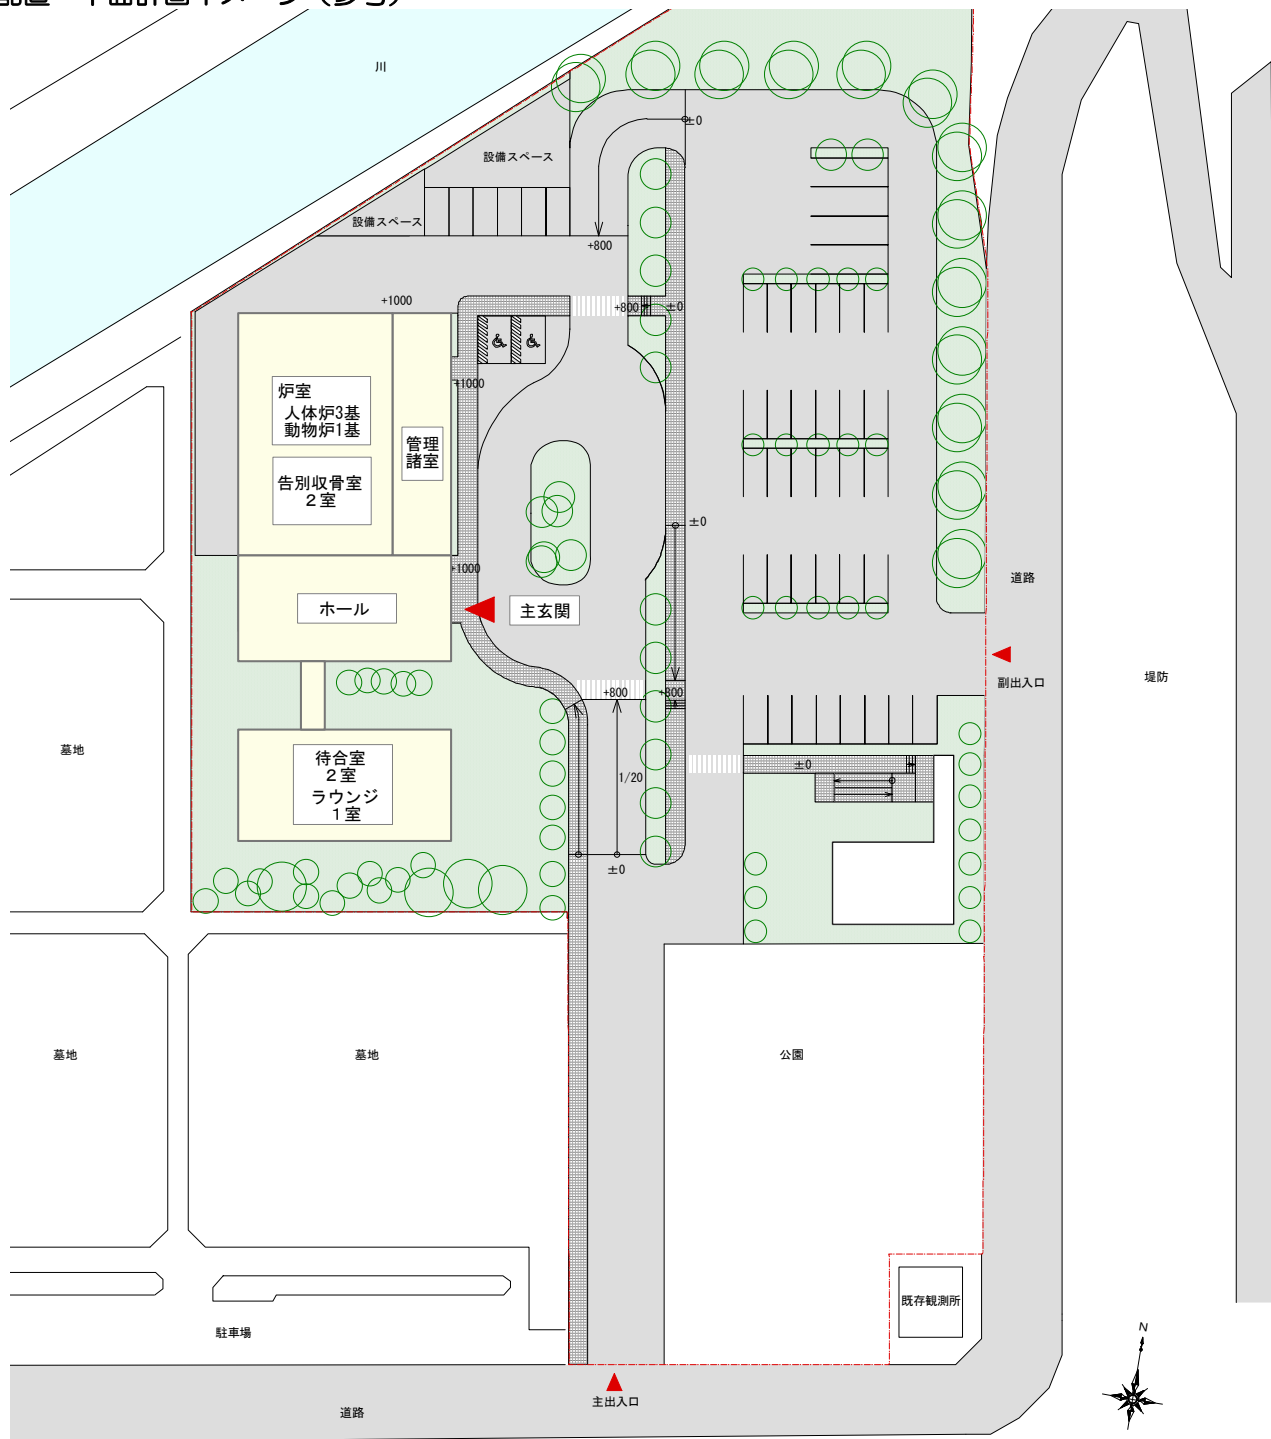 川
±0
設備スペース
設備スペース
+800
+1000
+800
±0
炉室
人体炉3基
動物炉1基
+1000
管理
諸室
告別収骨室
2室
±0
+1000
道路
ホール
主玄関
副出入口
堤防
+800
+800
墓地
待合室
2室
ラウンジ
1室
1/20
±0
±0
墓地
墓地
公園
既存観測所
駐車場
N
主出入口
道路